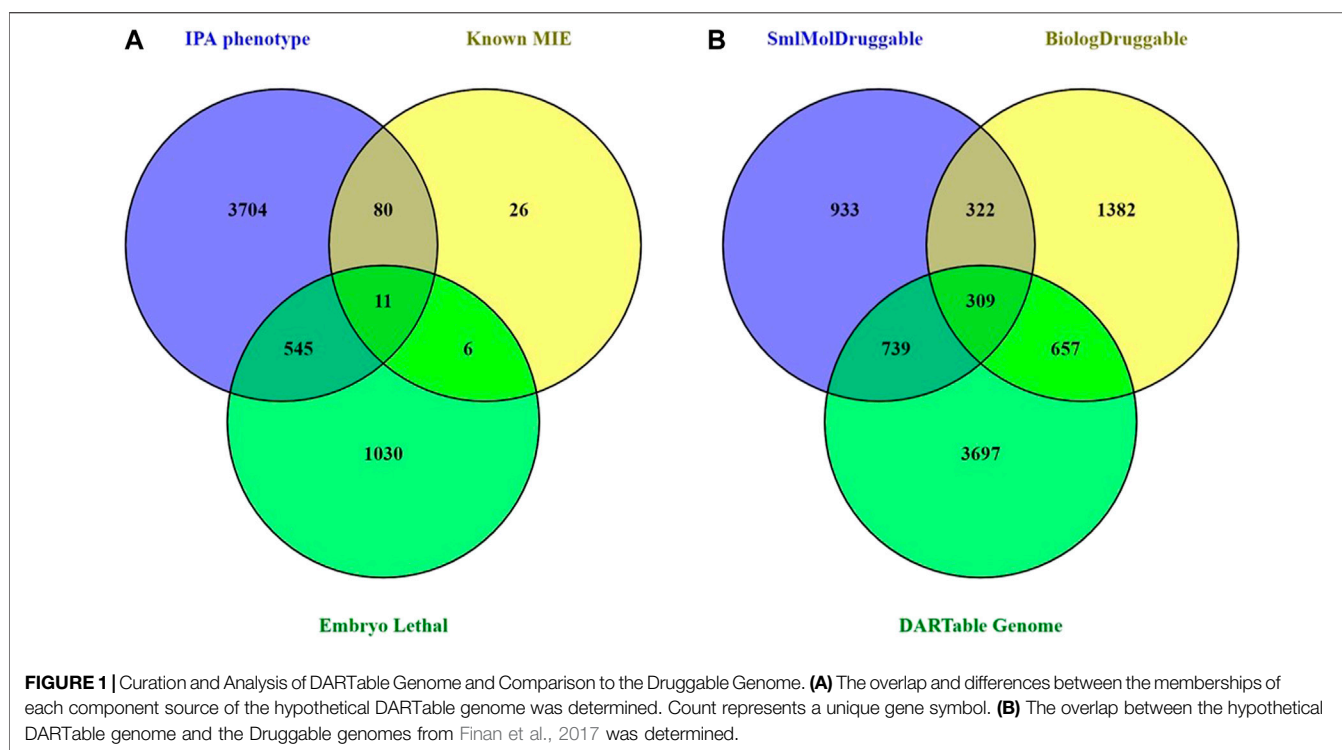 A
IPA phenotype
Known MIE
3704
80
26
11
545
6
1030
Embryo Lethal
B
SmlMolDruggable
BiologDruggable
933
322
1382
309
739
657
3697
DARTable Genome
FIGURE 1 | Curation and Analysis of DARTable Genome and Comparison to the Druggable Genome. (A) The overlap and differences between the memberships of
each component source of the hypothetical DARTable genome was determined. Count represents a unique gene symbol. (B) The overlap between the hypothetical
DARTable genome and the Druggable genomes from Finan et al., 2017 was determined.